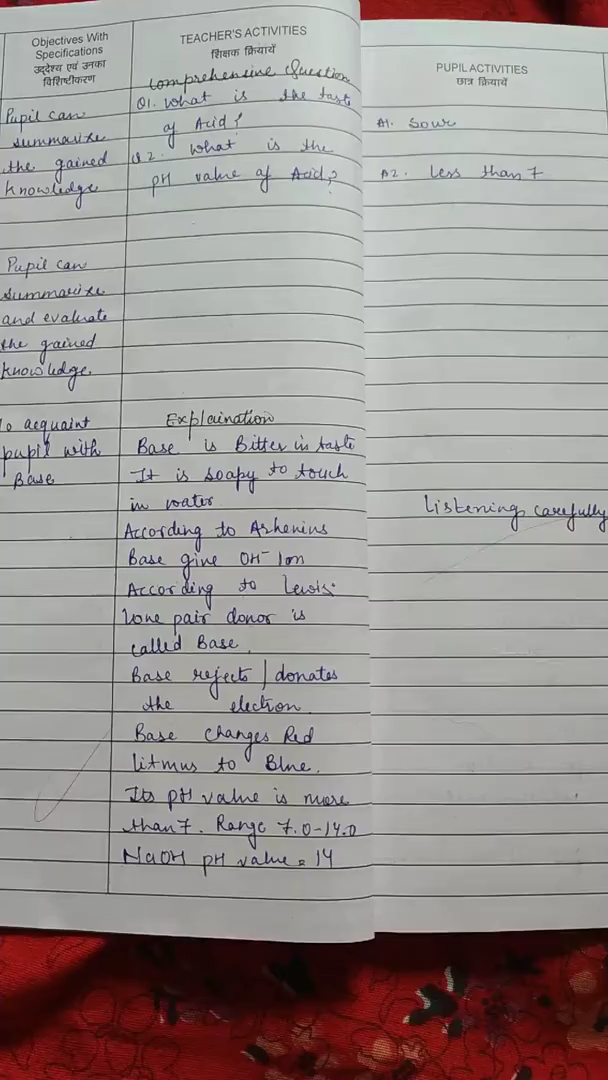 Objectives With
Specifications
उद्देश्य एवं उनका
विशिष्टीकरण
Pupil can
summarize
the gained
knowledge
Pupil can
summarize
and evaluate
the gained
knowledge.
To acquaint
pupil with
Base
TEACHER'S ACTIVITIES
शिक्षक क्रियायें
Comprehensive Question
Q1. What is the taste
of Acid?
Q2. What is the
pH value of Acid?
Explaination
Base is Bitter in taste
It is soapy to touch
in water
According to Arhenius
Base give OH⁻ Ion
According to Lewis:
lone pair donor is
called Base.
Base rejects / donates
the election.
Base changes Red
litmus to Blue.
Its pH value is more
than 7. Range 7.0-14.0
NaOH pH value = 14
PUPIL ACTIVITIES
छात्र क्रियायें
A1. Sour
A2. Less than 7
Listening carefully